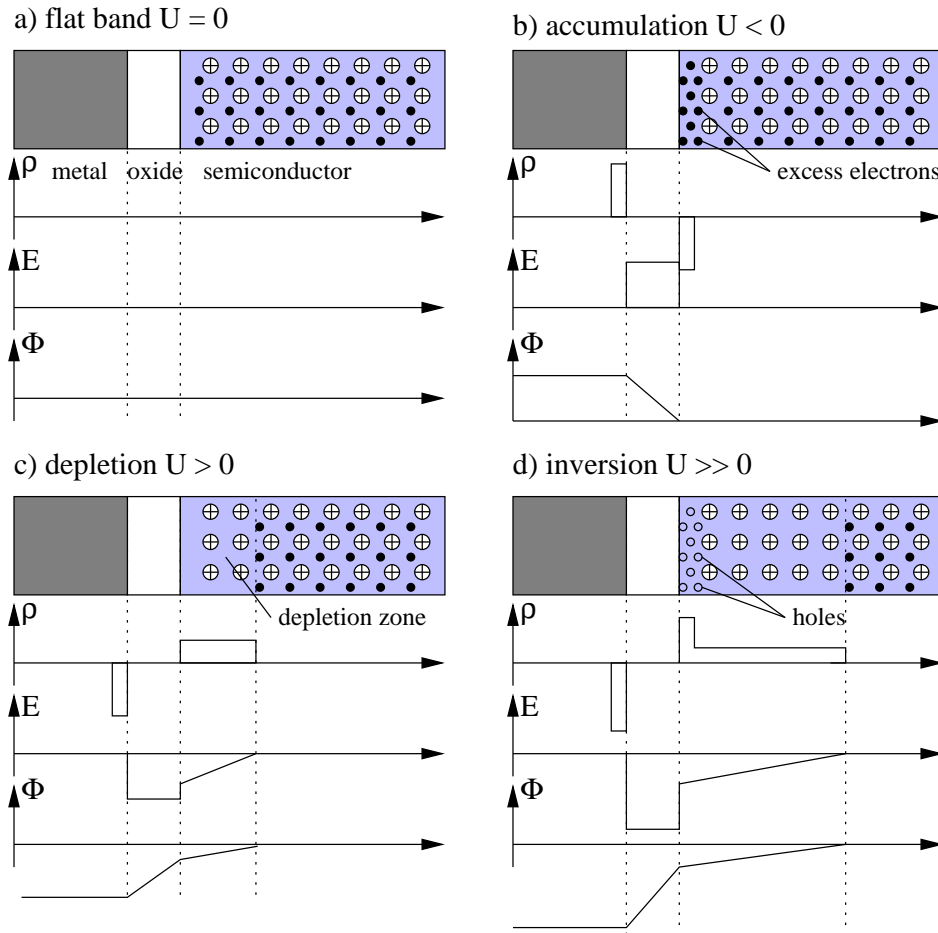 a) flat band U = 0
metal oxide semiconductor
ρ
E
Φ
b) accumulation U < 0
excess electrons
ρ
E
Φ
c) depletion U > 0
depletion zone
ρ
E
Φ
d) inversion U >> 0
holes
ρ
E
Φ